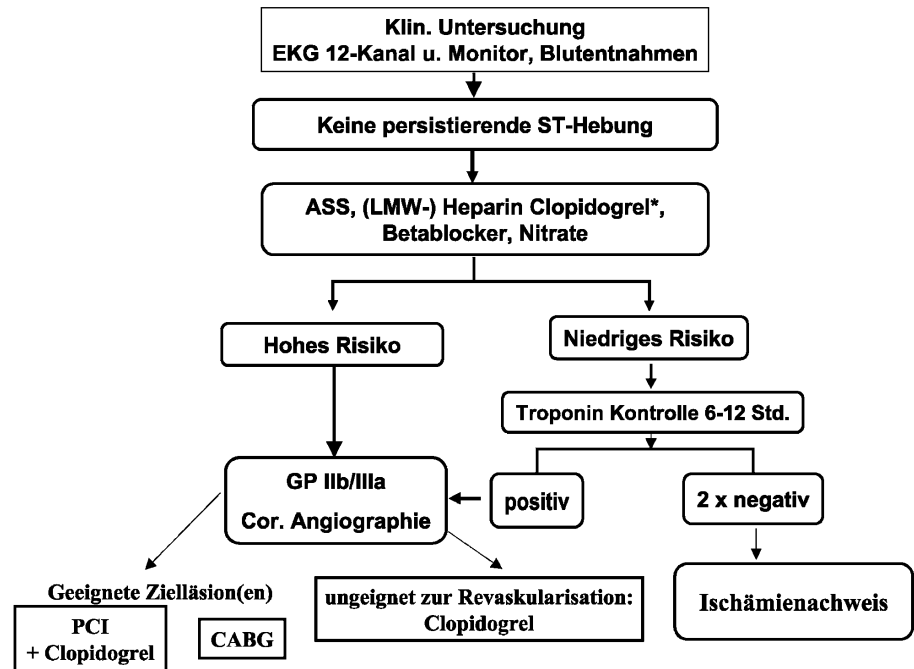 Klin. Untersuchung
EKG 12-Kanal u. Monitor, Blutentnahmen
Keine persistierende ST-Hebung
ASS, (LMW-) Heparin Clopidogrel*,
Betablocker, Nitrate
Hohes Risiko
Niedriges Risiko
Troponin Kontrolle 6-12 Std.
GP IIb/IIIa
Cor. Angiographie
positiv
2 x negativ
Geeignete Zielläsion(en)
PCI
+ Clopidogrel
CABG
ungeignet zur Revaskularisation:
Clopidogrel
Ischämienachweis